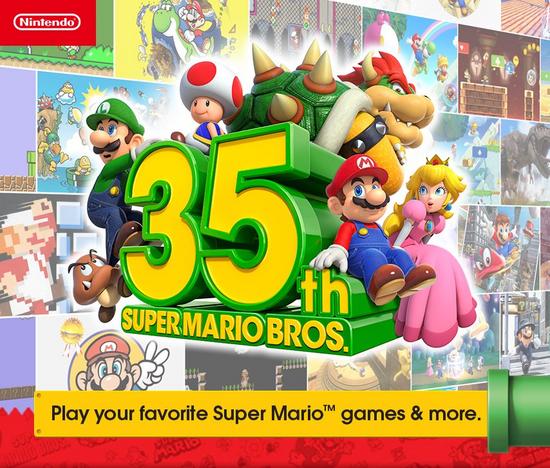 Nintendo
35th
SUPER MARIO BROS.
Play your favorite Super Mario™ games & more.